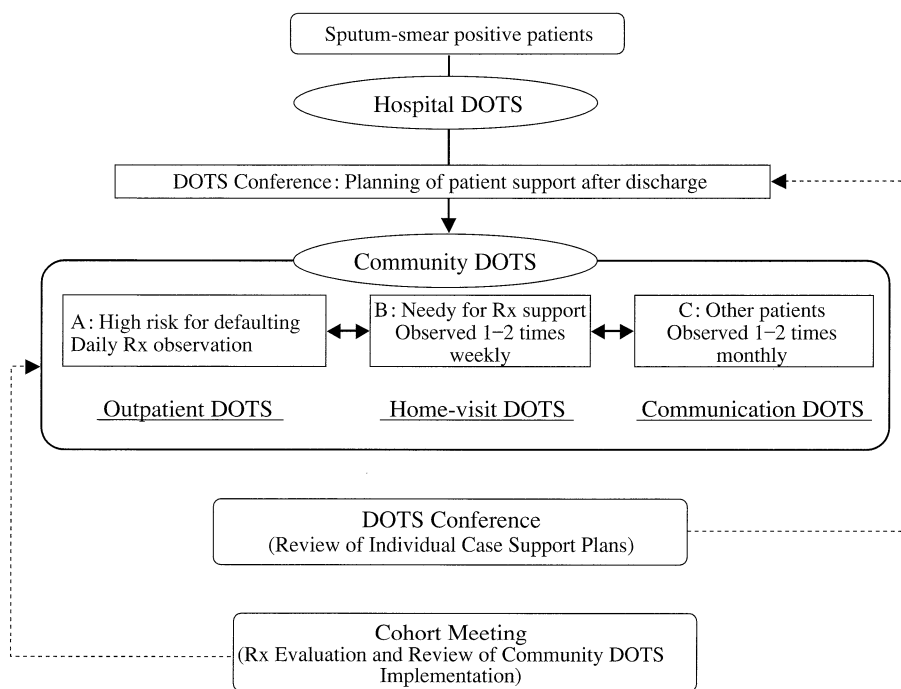 Sputum-smear positive patients
Hospital DOTS
DOTS Conference: Planning of patient support after discharge
Community DOTS
A: High risk for defaulting
Daily Rx observation
B: Needy for Rx support
Observed 1–2 times
weekly
C: Other patients
Observed 1–2 times
monthly
Outpatient DOTS
Home-visit DOTS
Communication DOTS
DOTS Conference
(Review of Individual Case Support Plans)
Cohort Meeting
(Rx Evaluation and Review of Community DOTS
Implementation)